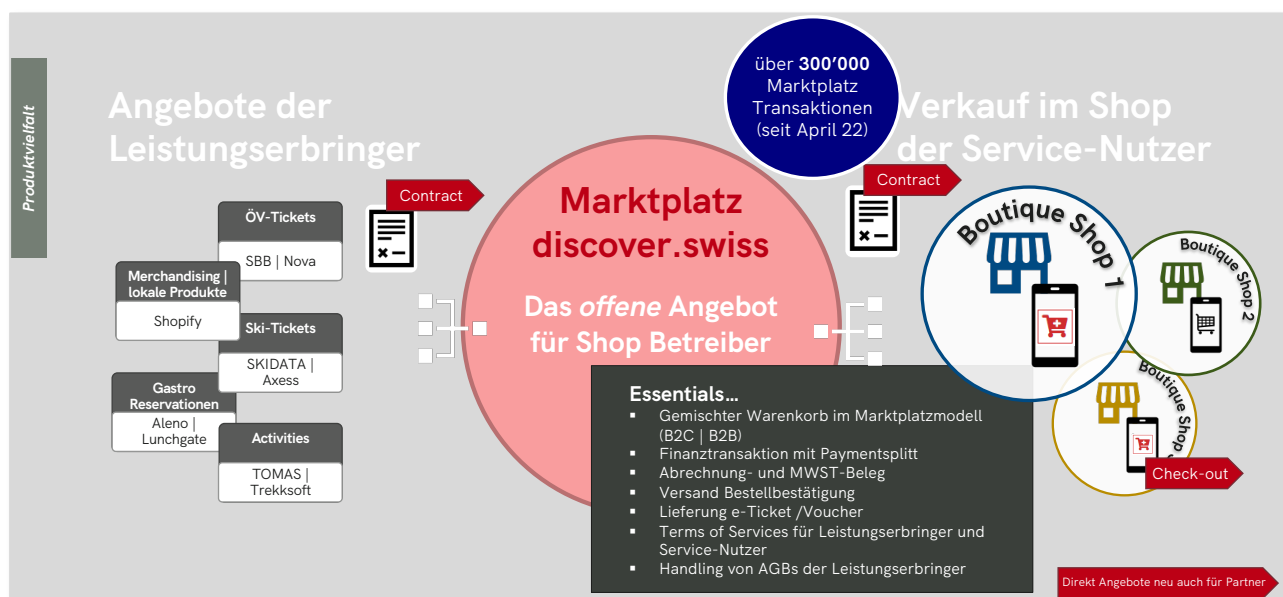 Produktvielfalt
Angebote der
Leistungserbringer
über 300'000
Marktplatz
Transaktionen
(seit April 22)
Verkauf im Shop
der Service-Nutzer
Contract
Contract
ÖV-Tickets
SBB | Nova
Merchandising |
lokale Produkte
Shopify
Ski-Tickets
SKIDATA |
Axess
Gastro
Reservationen
Aleno |
Lunchgate
Activities
TOMAS |
Trekksoft
Marktplatz
discover.swiss
Das offene Angebot
für Shop Betreiber
Essentials…
▪ Gemischter Warenkorb im Marktplatzmodell
(B2C | B2B)
▪ Finanztransaktion mit Paymentsplitt
▪ Abrechnung- und MWST-Beleg
▪ Versand Bestellbestätigung
▪ Lieferung e-Ticket /Voucher
▪ Terms of Services für Leistungserbringer und
Service-Nutzer
▪ Handling von AGBs der Leistungserbringer
Boutique Shop 1
Boutique Shop 2
Boutique Shop
Check-out
Direkt Angebote neu auch für Partner